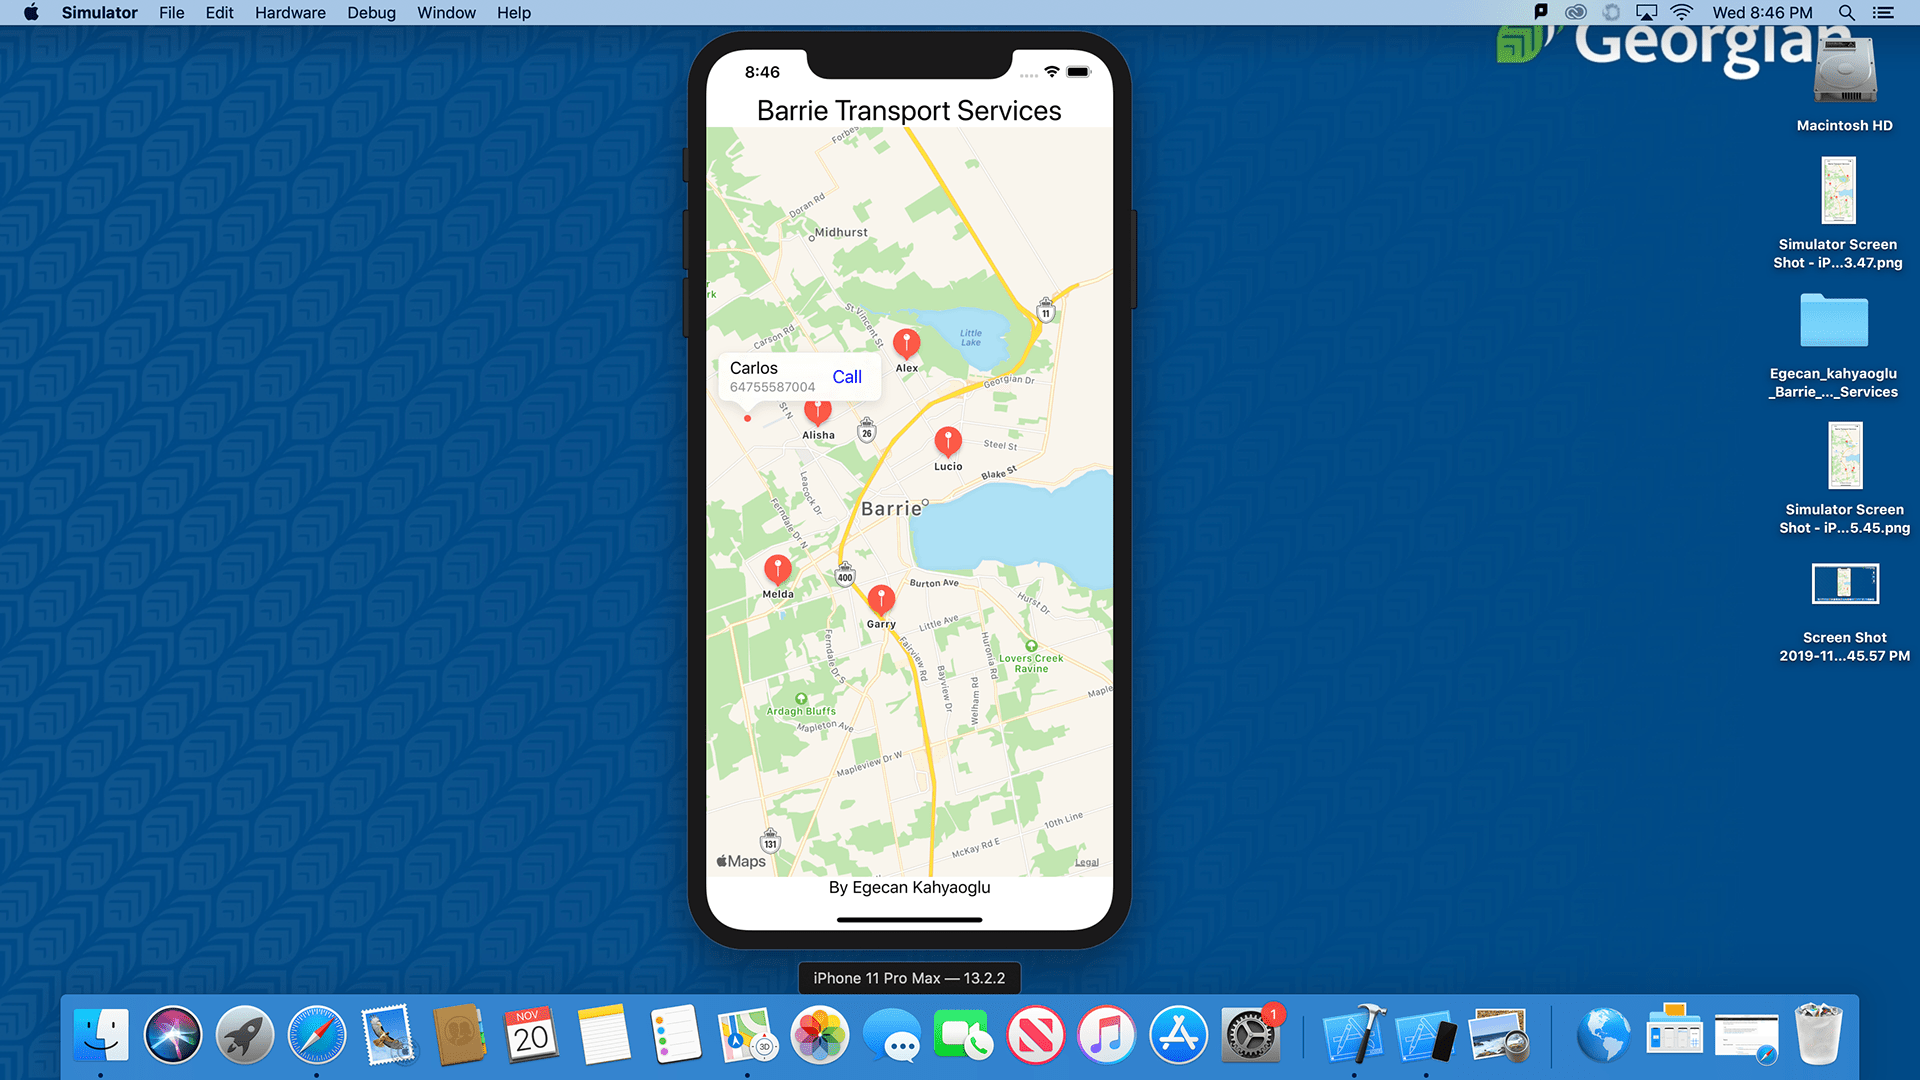 Simulator File Edit Hardware Debug Window Help
Wed 8:46 PM
Georgian
Macintosh HD
Simulator Screen
Shot - iP...3.47.png
Egecan_kahyaoglu
_Barrie_..._Services
Simulator Screen
Shot - iP...5.45.png
Screen Shot
2019-11...45.57 PM
8:46
Barrie Transport Services
Doran Rd
Midhurst
rk
St Vincent St
11
Carson Rd
Little
Lake
Alex
Georgian Dr
Carlos
64755587004
Call
St N
Alisha
26
Lucio
Steel St
Blake St
Leacock Dr
Barrie
Ferndale Dr N
400
Melda
Burton Ave
Hurst Dr
Garry
Little Ave
Ferndale Dr S
Fairview Rd
Huronia Rd
Lovers Creek
Ravine
Bayview Dr
Welham Rd
Maple
Ardagh Bluffs
Mapleton Ave
Mapleview Dr W
10th Line
131
McKay Rd E
Maps
Legal
By Egecan Kahyaoglu
iPhone 11 Pro Max — 13.2.2
NOV
20
3D
1